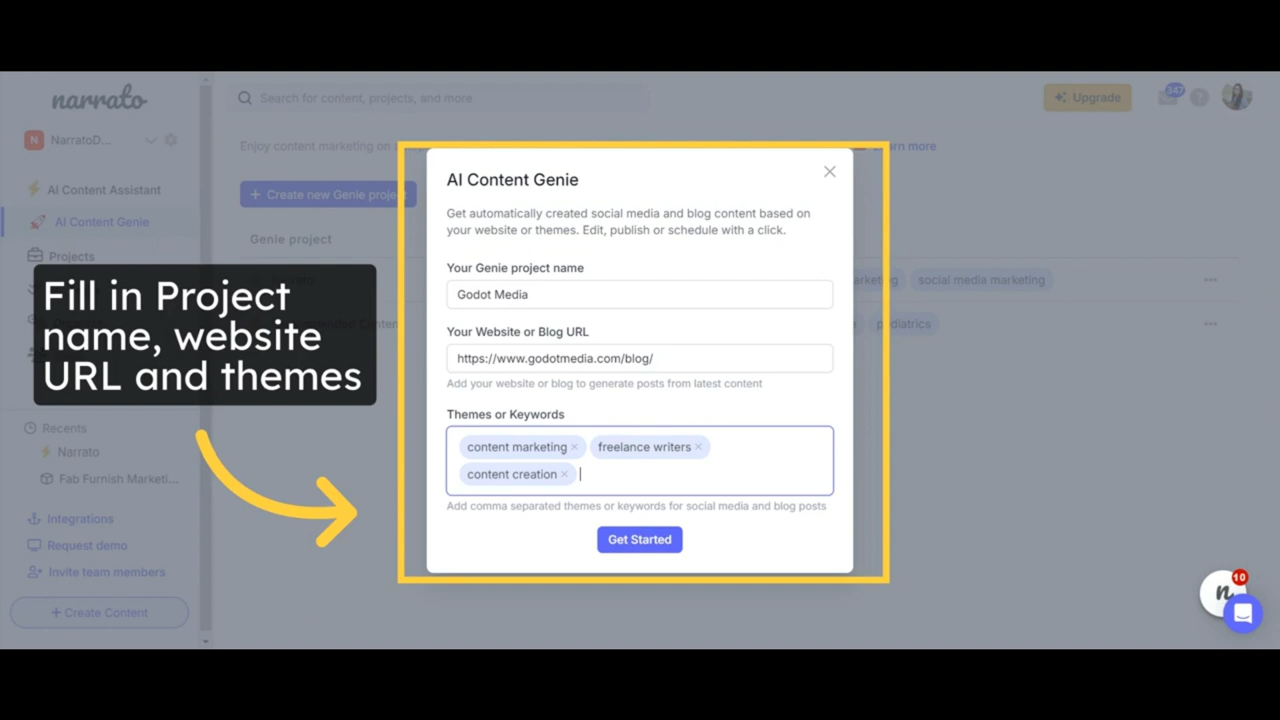 narrato
Search for content, projects, and more
Upgrade
347
?
N NarratoD...
Enjoy content marketing on
Learn more
AI Content Assistant
+ Create new Genie project
AI Content Genie
Genie project
Projects
AI Content Genie
Get automatically created social media and blog content based on
your website or themes. Edit, publish or schedule with a click.
Your Genie project name
Godot Media
Your Website or Blog URL
https://www.godotmedia.com/blog/
Add your website or blog to generate posts from latest content
Themes or Keywords
content marketing × freelance writers ×
content creation ×
Add comma separated themes or keywords for social media and blog posts
Get Started
social media marketing
pediatrics
Fill in Project
name, website
URL and themes
Recents
Narrato
Fab Furnish Marketi...
Integrations
Request demo
Invite team members
+ Create Content
n
10